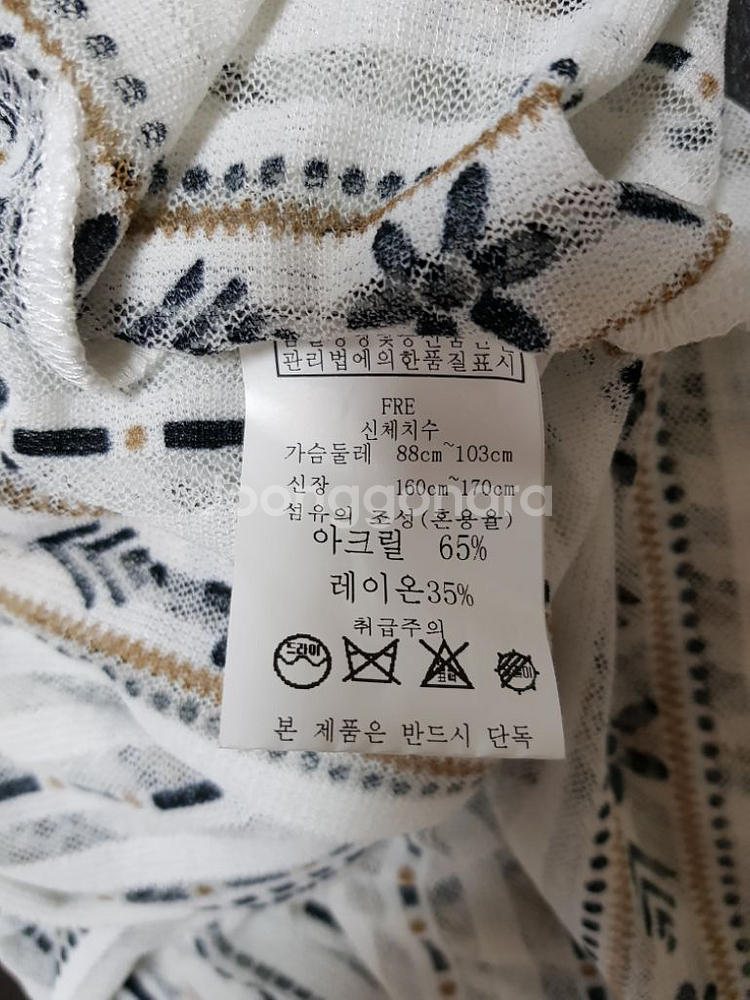 관리법에의한품질표시
FRE
신체치수
가슴둘레 88cm~103cm
신장 160cm~170cm
섬유의 조성(혼용율)
아크릴 65%
레이온35%
취급주의
드라이
표백
본 제품은 반드시 단독